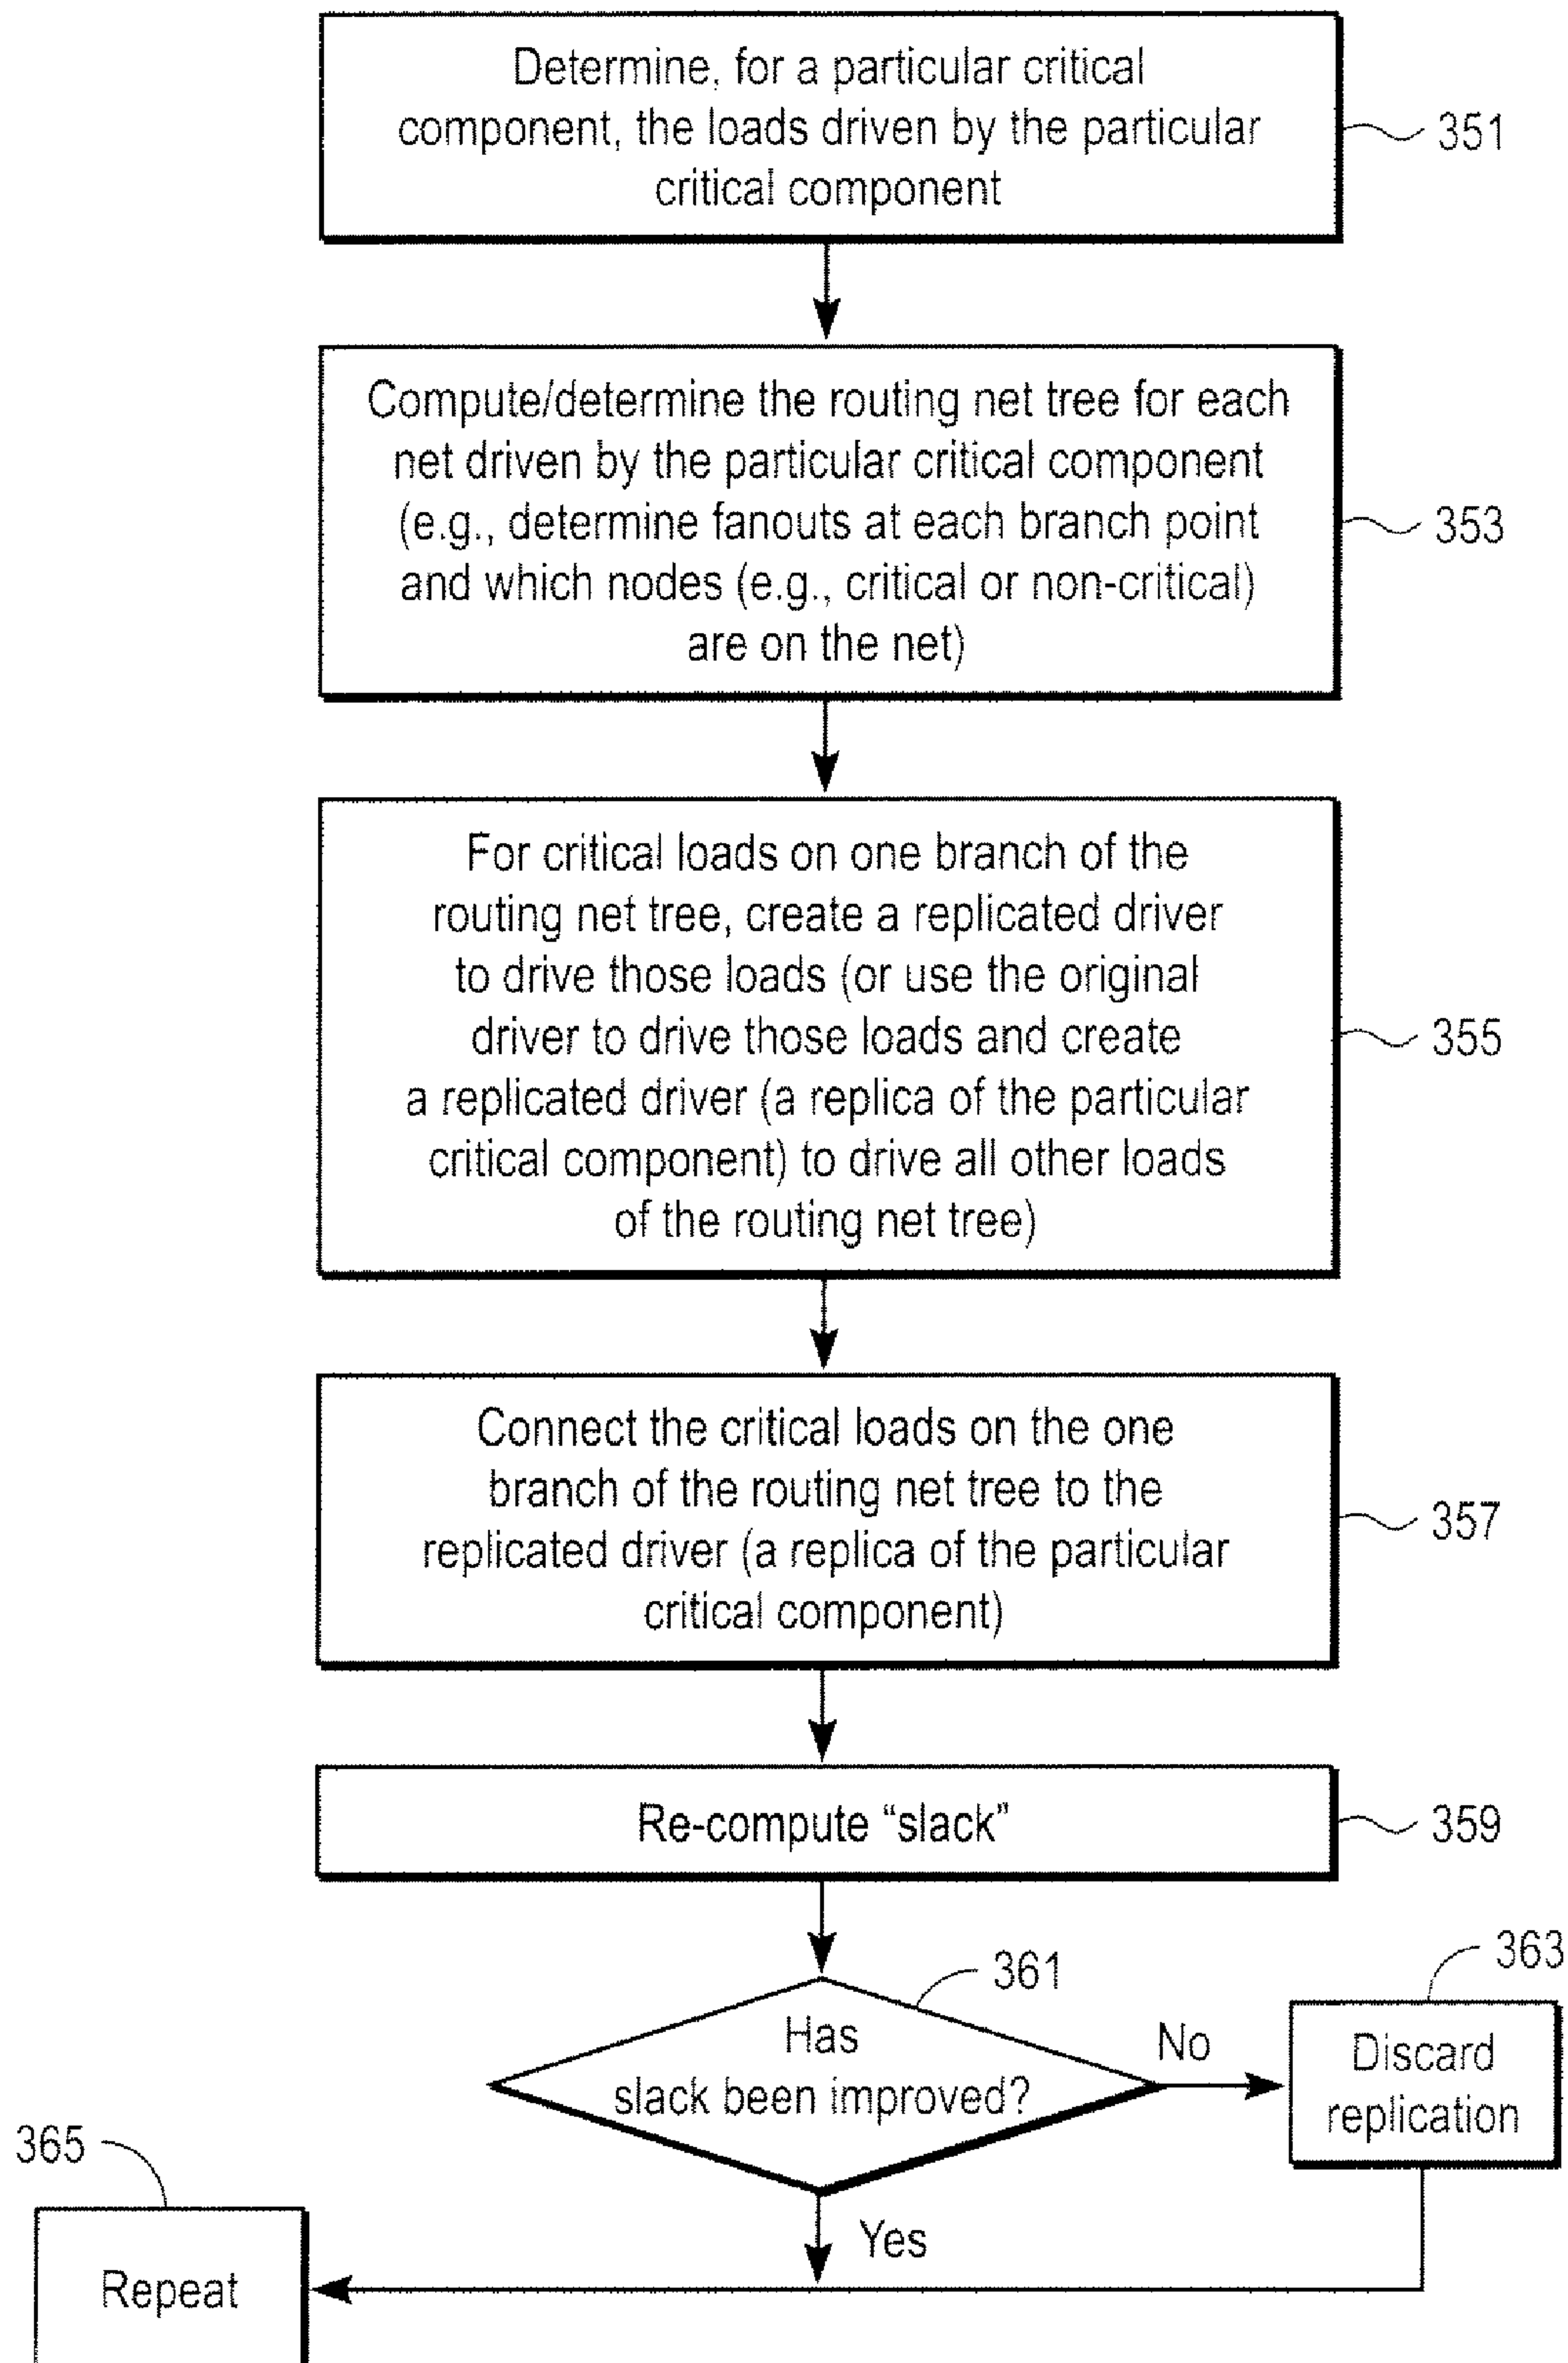 Determine, for a particular critical
component, the loads driven by the particular
critical component
351
Compute/determine the routing net tree for each
net driven by the particular critical component
(e.g., determine fanouts at each branch point
and which nodes (e.g., critical or non-critical)
are on the net)
353
For critical loads on one branch of the
routing net tree, create a replicated driver
to drive those loads (or use the original
driver to drive those loads and create
a replicated driver (a replica of the particular
critical component) to drive all other loads
of the routing net tree)
355
Connect the critical loads on the one
branch of the routing net tree to the
replicated driver (a replica of the particular
critical component)
357
Re-compute “slack”
359
361
Has
slack been improved?
No
363
Discard
replication
Yes
365
Repeat